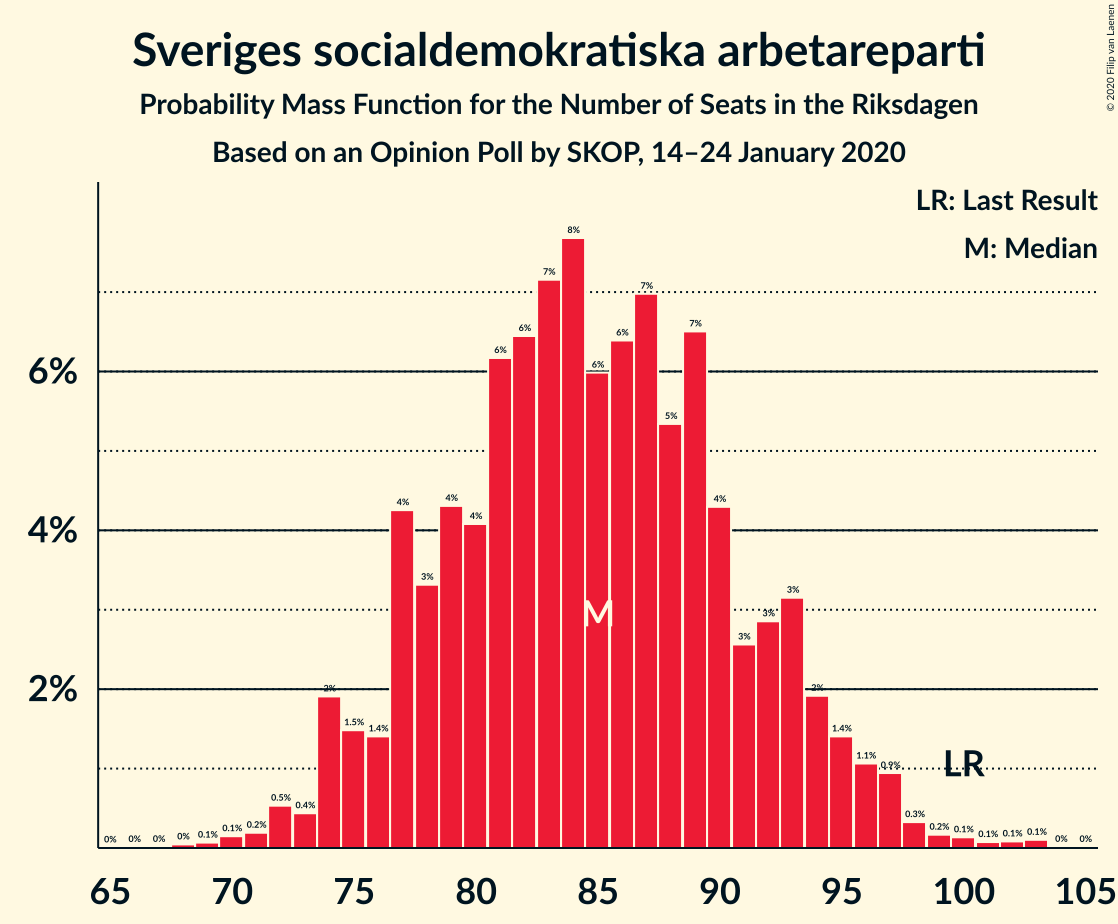 Sveriges socialdemokratiska arbetareparti
Probability Mass Function for the Number of Seats in the Riksdagen
Based on an Opinion Poll by SKOP, 14–24 January 2020
© 2020 Filip van Laenen
LR: Last Result
M: Median
6%
4%
2%
0% 0% 0% 0% 0.1% 0.1% 0.2% 0.5% 0.4% 2% 1.5% 1.4% 4% 3% 4% 4% 6% 6% 7% 8% 6% 6% 7% 5% 7% 4% 3% 3% 3% 2% 1.4% 1.1% 0.9% 0.3% 0.2% 0.1% 0.1% 0.1% 0.1% 0% 0%
M
LR
65 70 75 80 85 90 95 100 105